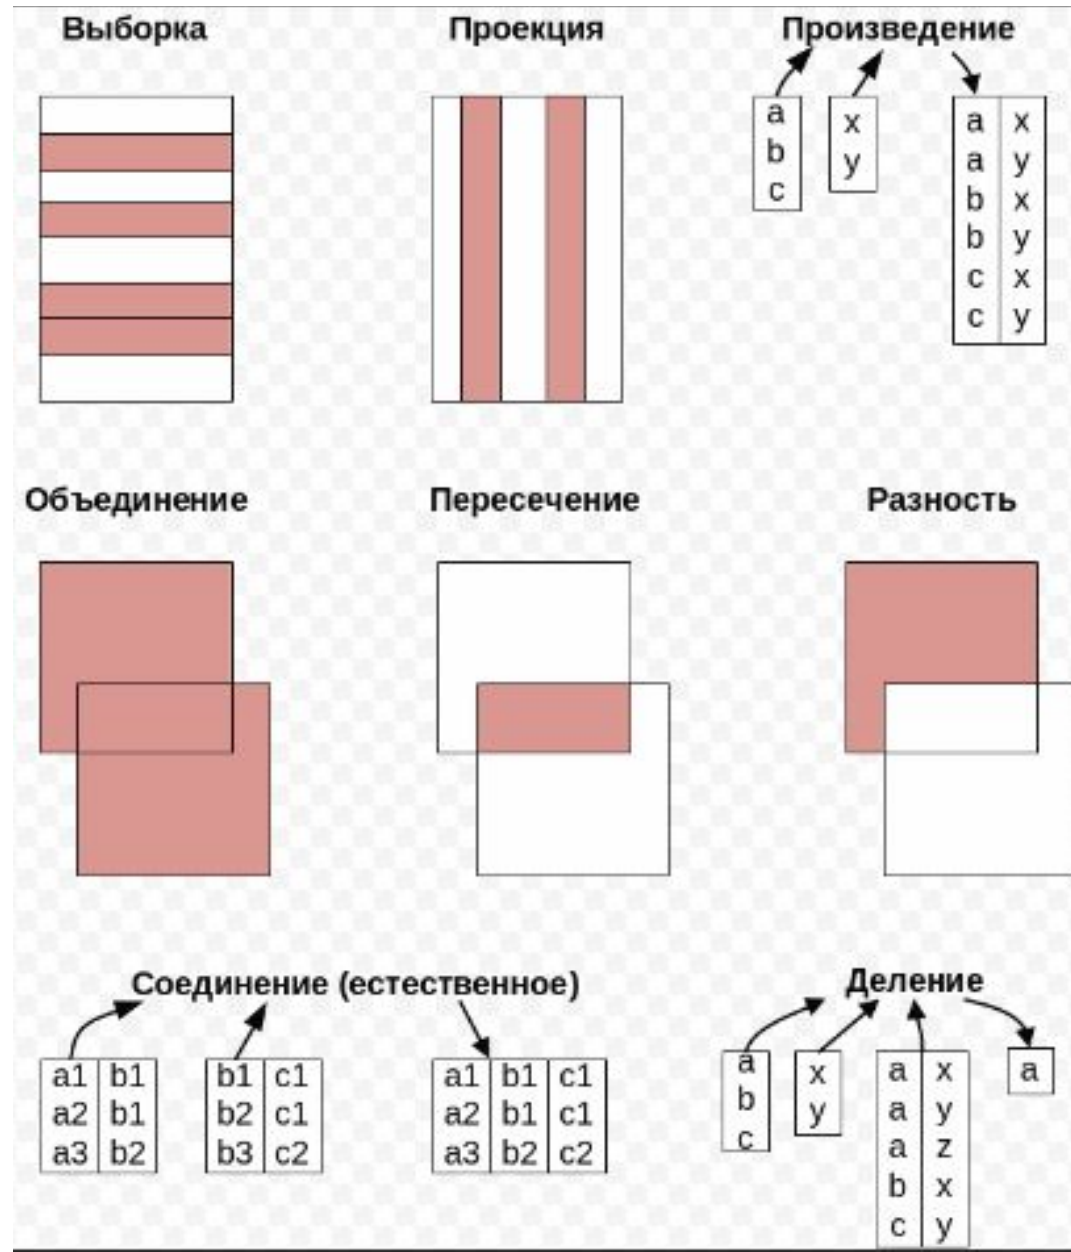 Выборка
Проекция
Произведение
a
b
c
x
y
a x
a y
b x
b y
c x
c y
Объединение
Пересечение
Разность
Соединение (естественное)
a1 b1
a2 b1
a3 b2
b1 c1
b2 c1
b3 c2
a1 b1 c1
a2 b1 c1
a3 b2 c2
Деление
a
b
c
x
y
a x
a y
a z
b x
c y
a